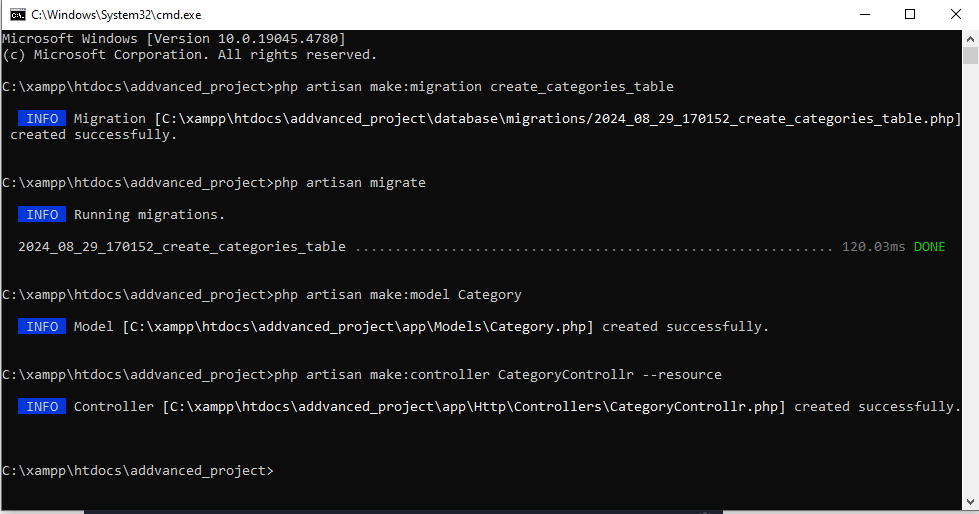 C:\Windows\System32\cmd.exe
Microsoft Windows [Version 10.0.19045.4780]
(c) Microsoft Corporation. All rights reserved.
C:\xampp\htdocs\addvanced_project>php artisan make:migration create_categories_table
INFO Migration [C:\xampp\htdocs\addvanced_project\database\migrations/2024_08_29_170152_create_categories_table.php]
created successfully.
C:\xampp\htdocs\addvanced_project>php artisan migrate
INFO Running migrations.
2024_08_29_170152_create_categories_table ............................................................ 120.03ms DONE
C:\xampp\htdocs\addvanced_project>php artisan make:model Category
INFO Model [C:\xampp\htdocs\addvanced_project\app\Models\Category.php] created successfully.
C:\xampp\htdocs\addvanced_project>php artisan make:controller CategoryControllr --resource
INFO Controller [C:\xampp\htdocs\addvanced_project\app\Http\Controllers\CategoryControllr.php] created successfully.
C:\xampp\htdocs\addvanced_project>